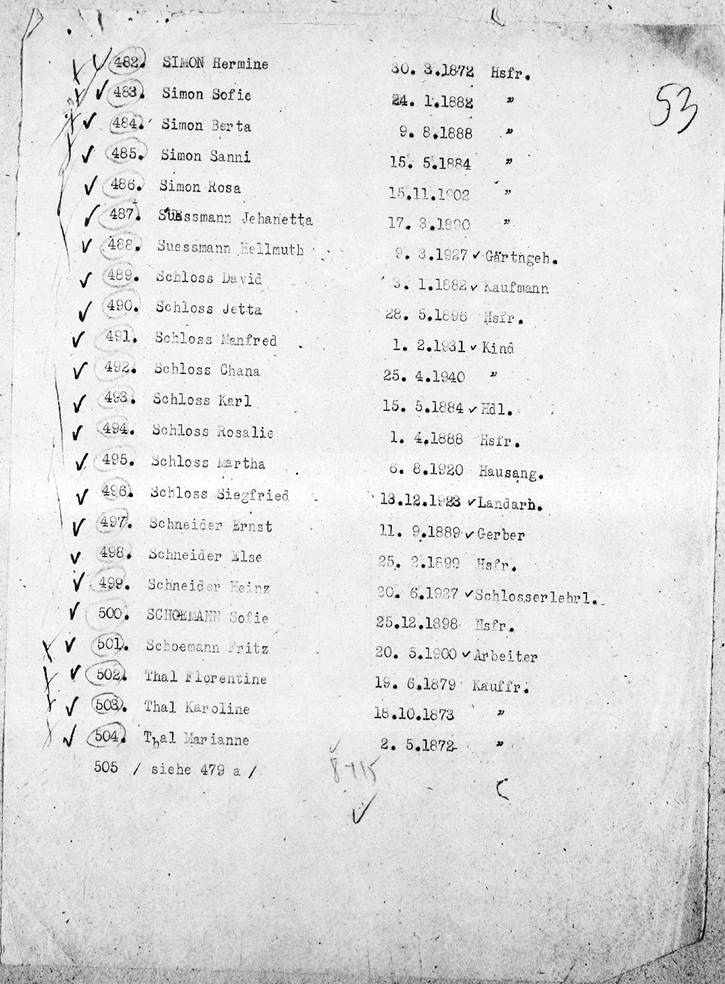 53
482. SIMON Hermine 30. 3.1872 Hsfr.
483. Simon Sofie 24. 1.1882 "
484. Simon Berta 9. 8.1888 "
485. Simon Sanni 15. 5.1884 "
486. Simon Rosa 15.11.1902 "
487. Suessmann Jehanetta 17. 3.1890 "
488. Suessmann Hellmuth 9. 3.1927 ✓ Gärtngeh.
489. Schloss David 3. 1.1882 ✓ Kaufmann
490. Schloss Jetta 28. 5.1896 Hsfr.
491. Schloss Manfred 1. 2.1931 ✓ Kind
492. Schloss Chana 25. 4.1940 "
493. Schloss Karl 15. 5.1884 ✓ Hdl.
494. Schloss Rosalie 1. 4.1888 Hsfr.
495. Schloss Martha 6. 8.1920 Hausang.
496. Schloss Siegfried 13.12.1923 ✓ Landarb.
497. Schneider Ernst 11. 9.1889 ✓ Gerber
498. Schneider Else 25. 2.1899 Hsfr.
499. Schneider Heinz 20. 6.1927 ✓ Schlosserlehrl.
500. SCHOEMANN Sofie 25.12.1898 Hsfr.
501. Schoemann Fritz 20. 5.1900 ✓ Arbeiter
502. Thal Florentine 19. 6.1879 Kauffr.
503. Thal Karoline 18.10.1873 "
504. Thal Marianne 2. 5.1872 "
505 / siehe 479 a /